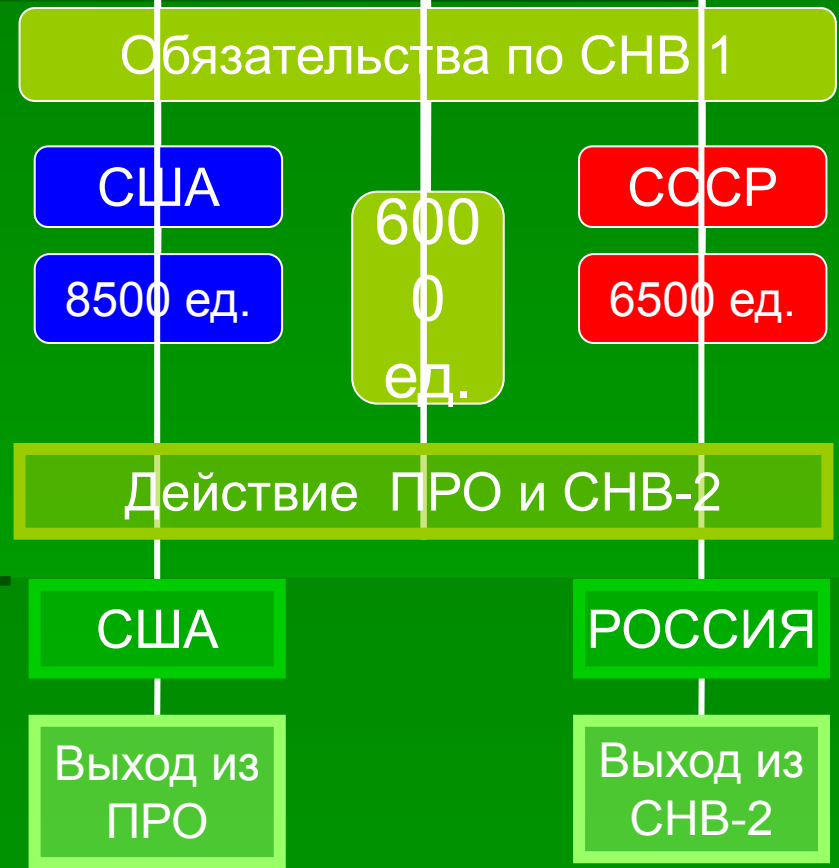 Обязательства по СНВ 1
США
8500 ед.
600
0
ед.
СССР
6500 ед.
Действие ПРО и СНВ-2
США
Выход из
ПРО
РОССИЯ
Выход из
СНВ-2